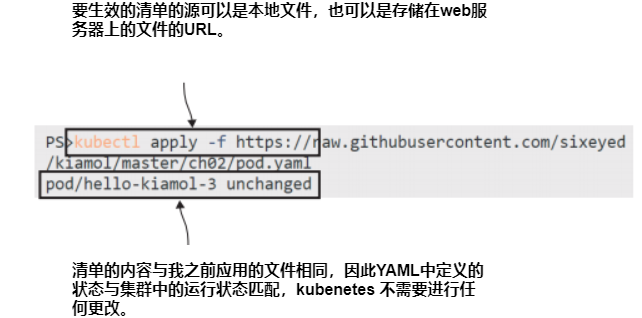 要生效的清单的源可以是本地文件，也可以是存储在web服
务器上的文件的URL。
PS>kubectl apply -f https://raw.githubusercontent.com/sixeyed
/kiamol/master/ch02/pod.yaml
pod/hello-kiamol-3 unchanged
清单的内容与我之前应用的文件相同，因此YAML中定义的
状态与集群中的运行状态匹配，kubenetes 不需要进行任
何更改。